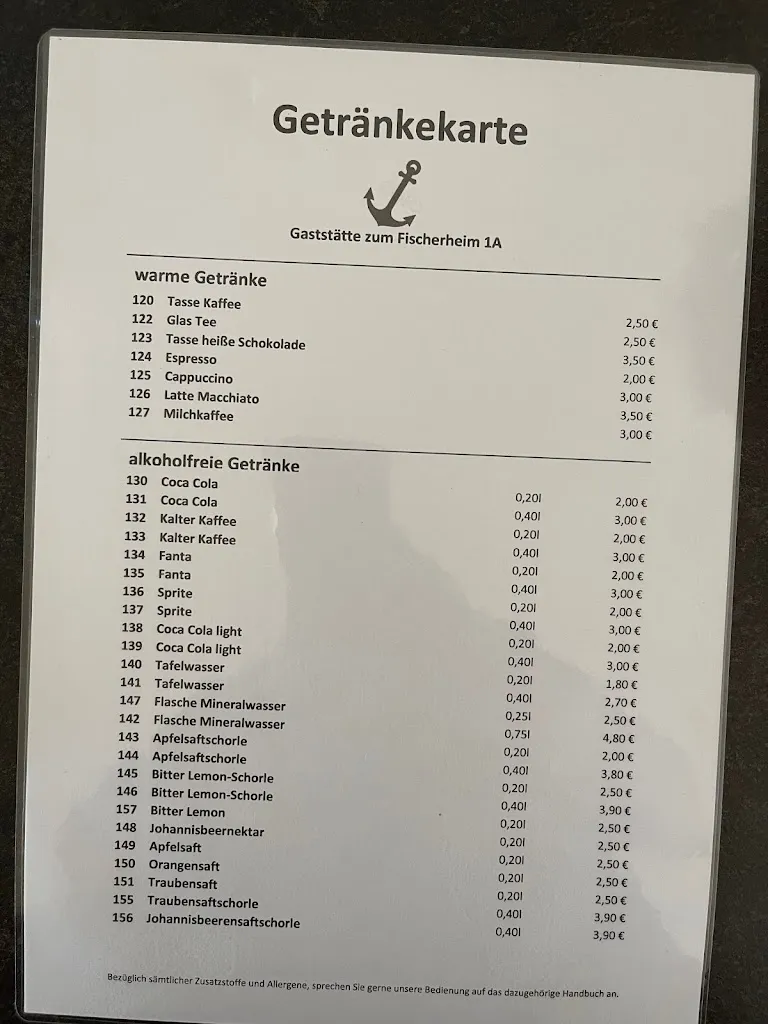 Getränkekarte
Gaststätte zum Fischerheim 1A
warme Getränke
120 Tasse Kaffee 2,50 €
122 Glas Tee 2,50 €
123 Tasse heiße Schokolade 3,50 €
124 Espresso 2,00 €
125 Cappuccino 3,00 €
126 Latte Macchiato 3,50 €
127 Milchkaffee 3,00 €
alkoholfreie Getränke
130 Coca Cola 0,20l 2,00 €
131 Coca Cola 0,40l 3,00 €
132 Kalter Kaffee 0,20l 2,00 €
133 Kalter Kaffee 0,40l 3,00 €
134 Fanta 0,20l 2,00 €
135 Fanta 0,40l 3,00 €
136 Sprite 0,20l 2,00 €
137 Sprite 0,40l 3,00 €
138 Coca Cola light 0,20l 2,00 €
139 Coca Cola light 0,40l 3,00 €
140 Tafelwasser 0,20l 1,80 €
141 Tafelwasser 0,40l 2,70 €
147 Flasche Mineralwasser 0,25l 2,50 €
142 Flasche Mineralwasser 0,75l 4,80 €
143 Apfelsaftschorle 0,20l 2,00 €
144 Apfelsaftschorle 0,40l 3,80 €
145 Bitter Lemon-Schorle 0,20l 2,50 €
146 Bitter Lemon-Schorle 0,40l 3,90 €
157 Bitter Lemon 0,20l 2,50 €
148 Johannisbeernektar 0,20l 2,50 €
149 Apfelsaft 0,20l 2,50 €
150 Orangensaft 0,20l 2,50 €
151 Traubensaft 0,20l 2,50 €
155 Traubensaftschorle 0,40l 3,90 €
156 Johannisbeerensaftschorle 0,40l 3,90 €
Bezüglich sämtlicher Zusatzstoffe und Allergene, sprechen Sie gerne unsere Bedienung auf das dazugehörige Handbuch an.